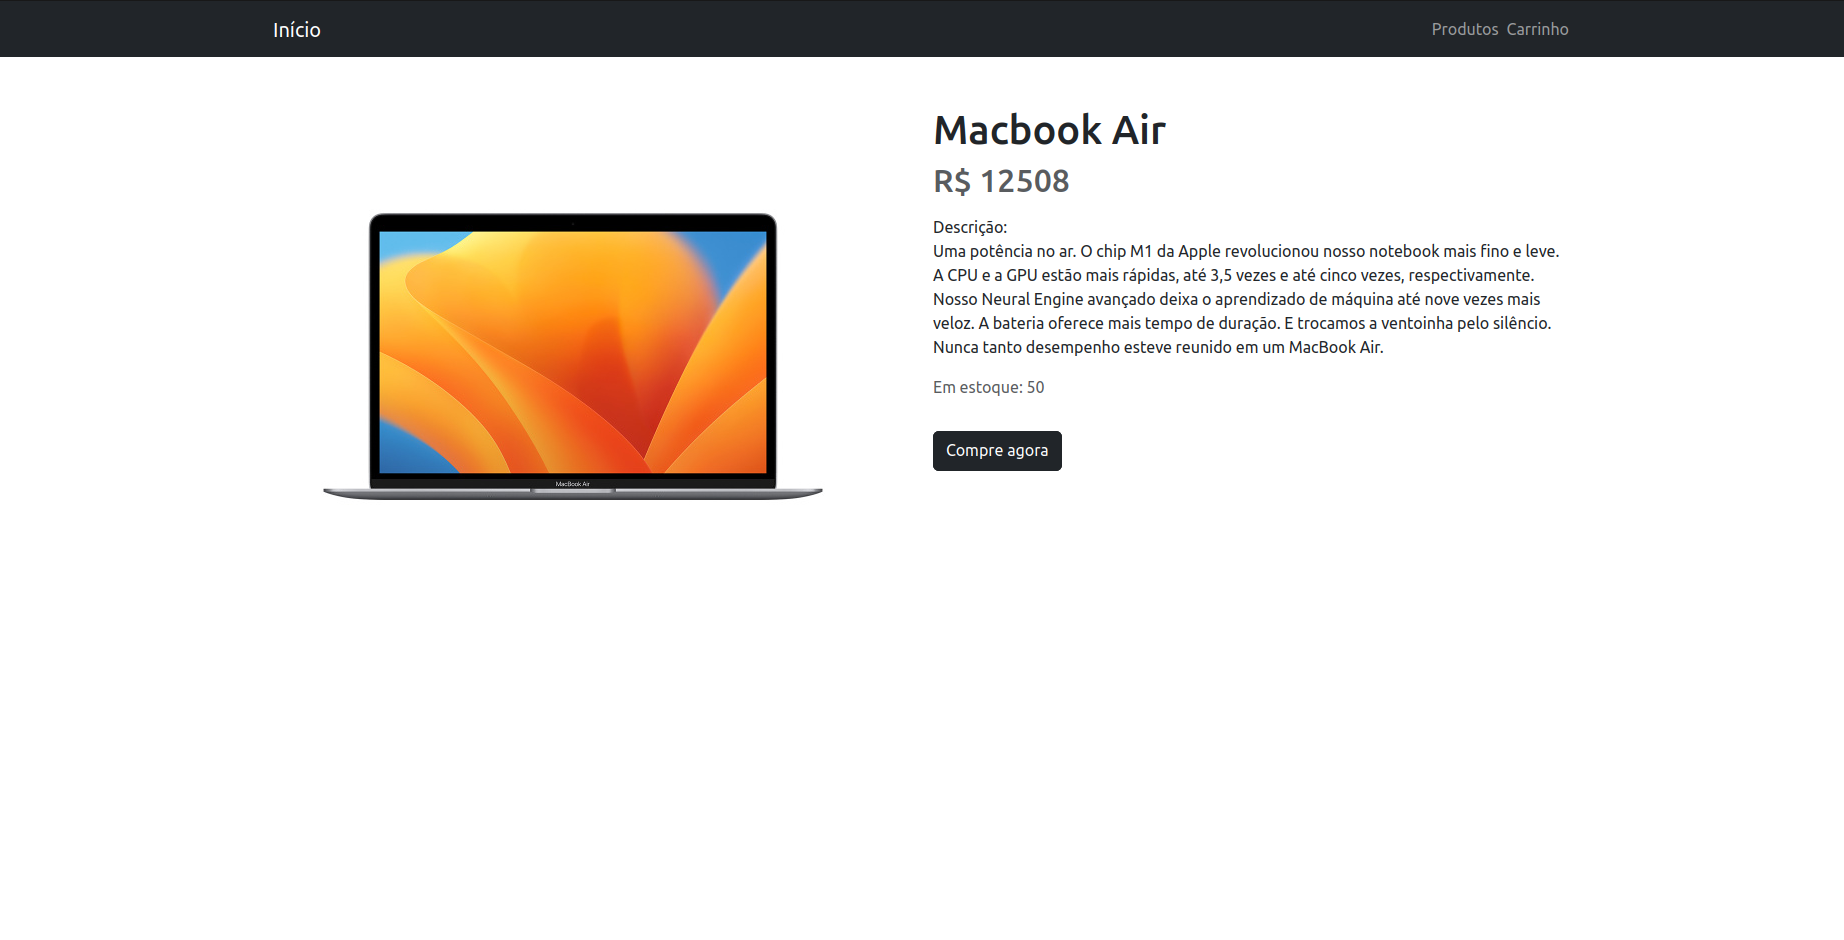 Início
Produtos Carrinho
Macbook Air
R$ 12508
Descrição:
Uma potência no ar. O chip M1 da Apple revolucionou nosso notebook mais fino e leve.
A CPU e a GPU estão mais rápidas, até 3,5 vezes e até cinco vezes, respectivamente.
Nosso Neural Engine avançado deixa o aprendizado de máquina até nove vezes mais
veloz. A bateria oferece mais tempo de duração. E trocamos a ventoinha pelo silêncio.
Nunca tanto desempenho esteve reunido em um MacBook Air.
Em estoque: 50
Compre agora
MacBook Air